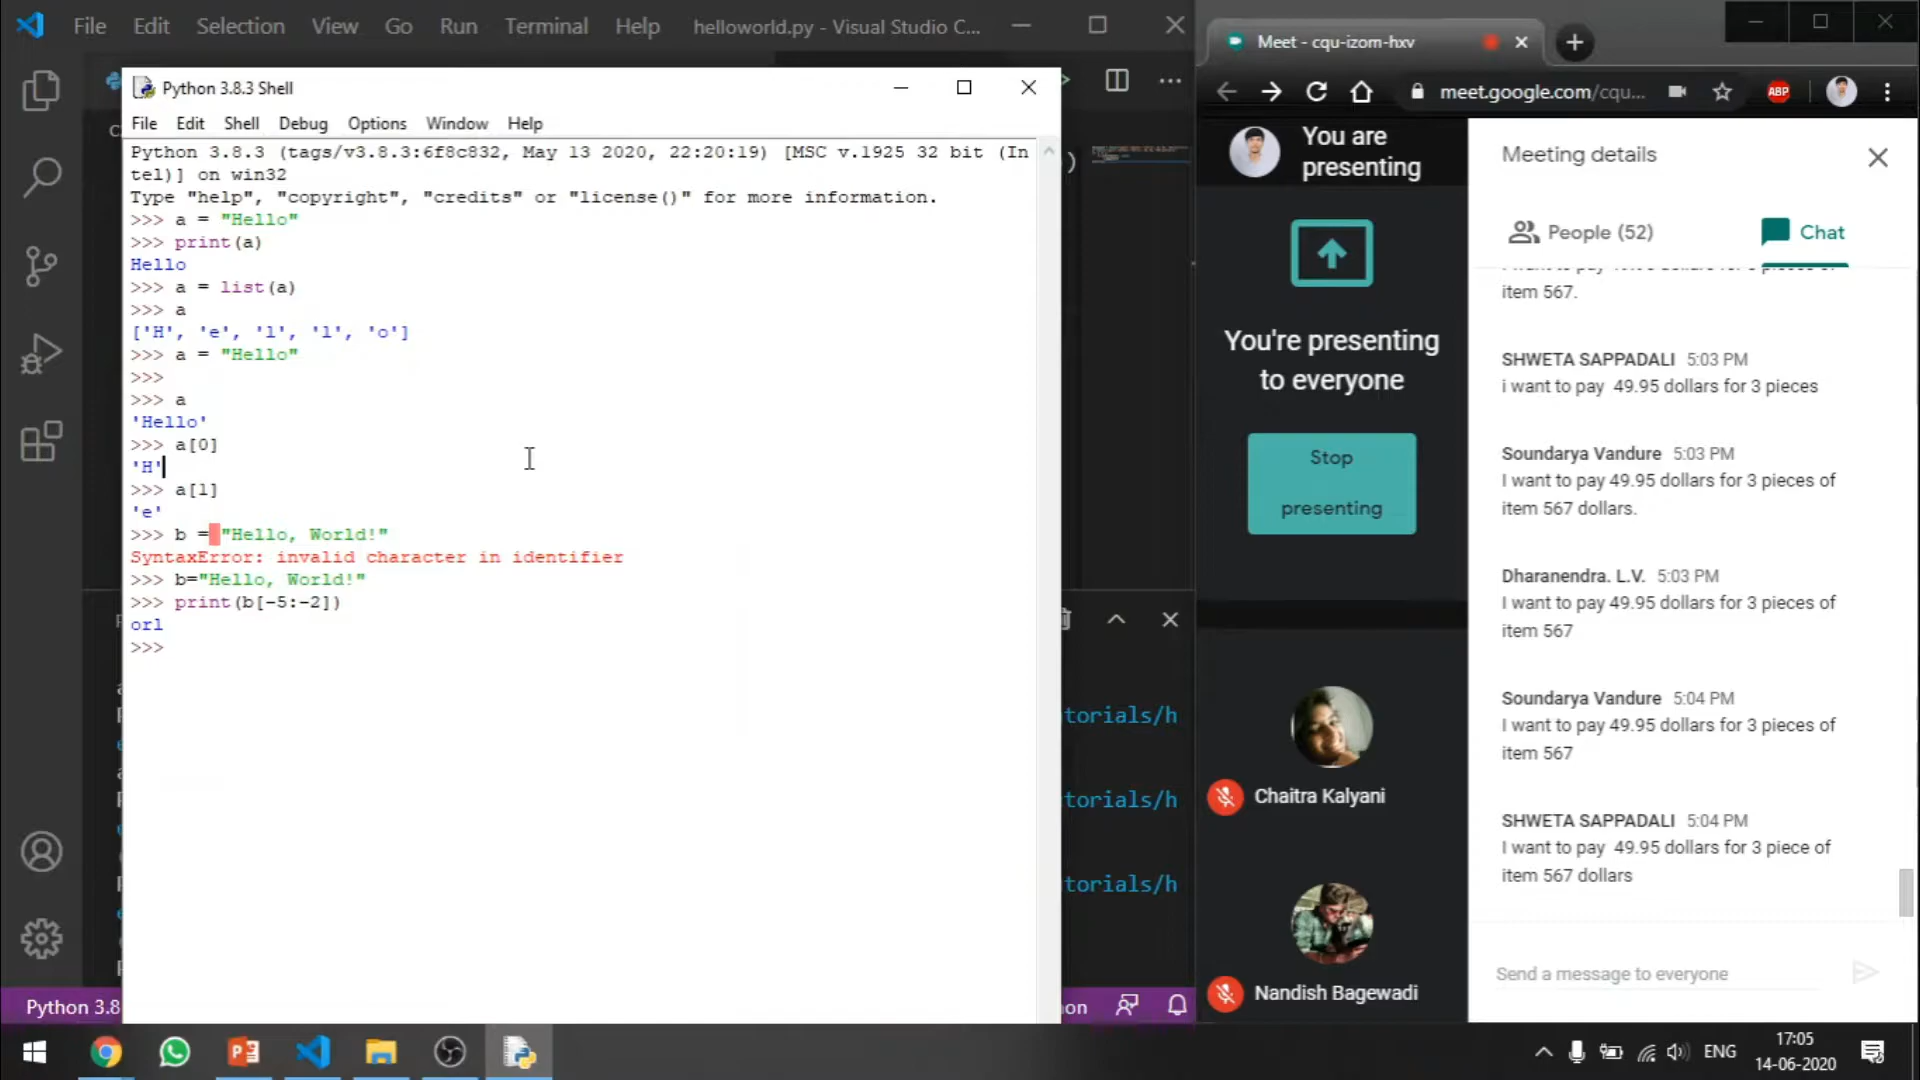 File Edit Selection View Go Run Terminal Help helloworld.py - Visual Studio C...
Python 3.8.3 Shell
File Edit Shell Debug Options Window Help
Python 3.8.3 (tags/v3.8.3:6f8c832, May 13 2020, 22:20:19) [MSC v.1925 32 bit (In
tel)] on win32
Type "help", "copyright", "credits" or "license()" for more information.
>>> a = "Hello"
>>> print(a)
Hello
>>> a = list(a)
>>> a
['H', 'e', 'l', 'l', 'o']
>>> a = "Hello"
>>>
>>> a
'Hello'
>>> a[0]
'H'
>>> a[1]
'e'
>>> b = "Hello, World!"
SyntaxError: invalid character in identifier
>>> b="Hello, World!"
>>> print(b[-5:-2])
orl
>>>
torials/h
torials/h
torials/h
Python 3.8
on
Meet - cqu-izom-hxv
meet.google.com/cqu...
ABP
You are
presenting
You're presenting
to everyone
Stop
presenting
Chaitra Kalyani
Nandish Bagewadi
Meeting details
People (52) Chat
item 567.
SHWETA SAPPADALI 5:03 PM
i want to pay 49.95 dollars for 3 pieces
Soundarya Vandure 5:03 PM
I want to pay 49.95 dollars for 3 pieces of
item 567 dollars.
Dharanendra. L.V. 5:03 PM
I want to pay 49.95 dollars for 3 pieces of
item 567
Soundarya Vandure 5:04 PM
I want to pay 49.95 dollars for 3 pieces of
item 567
SHWETA SAPPADALI 5:04 PM
I want to pay 49.95 dollars for 3 piece of
item 567 dollars
Send a message to everyone
ENG
17:05
14-06-2020